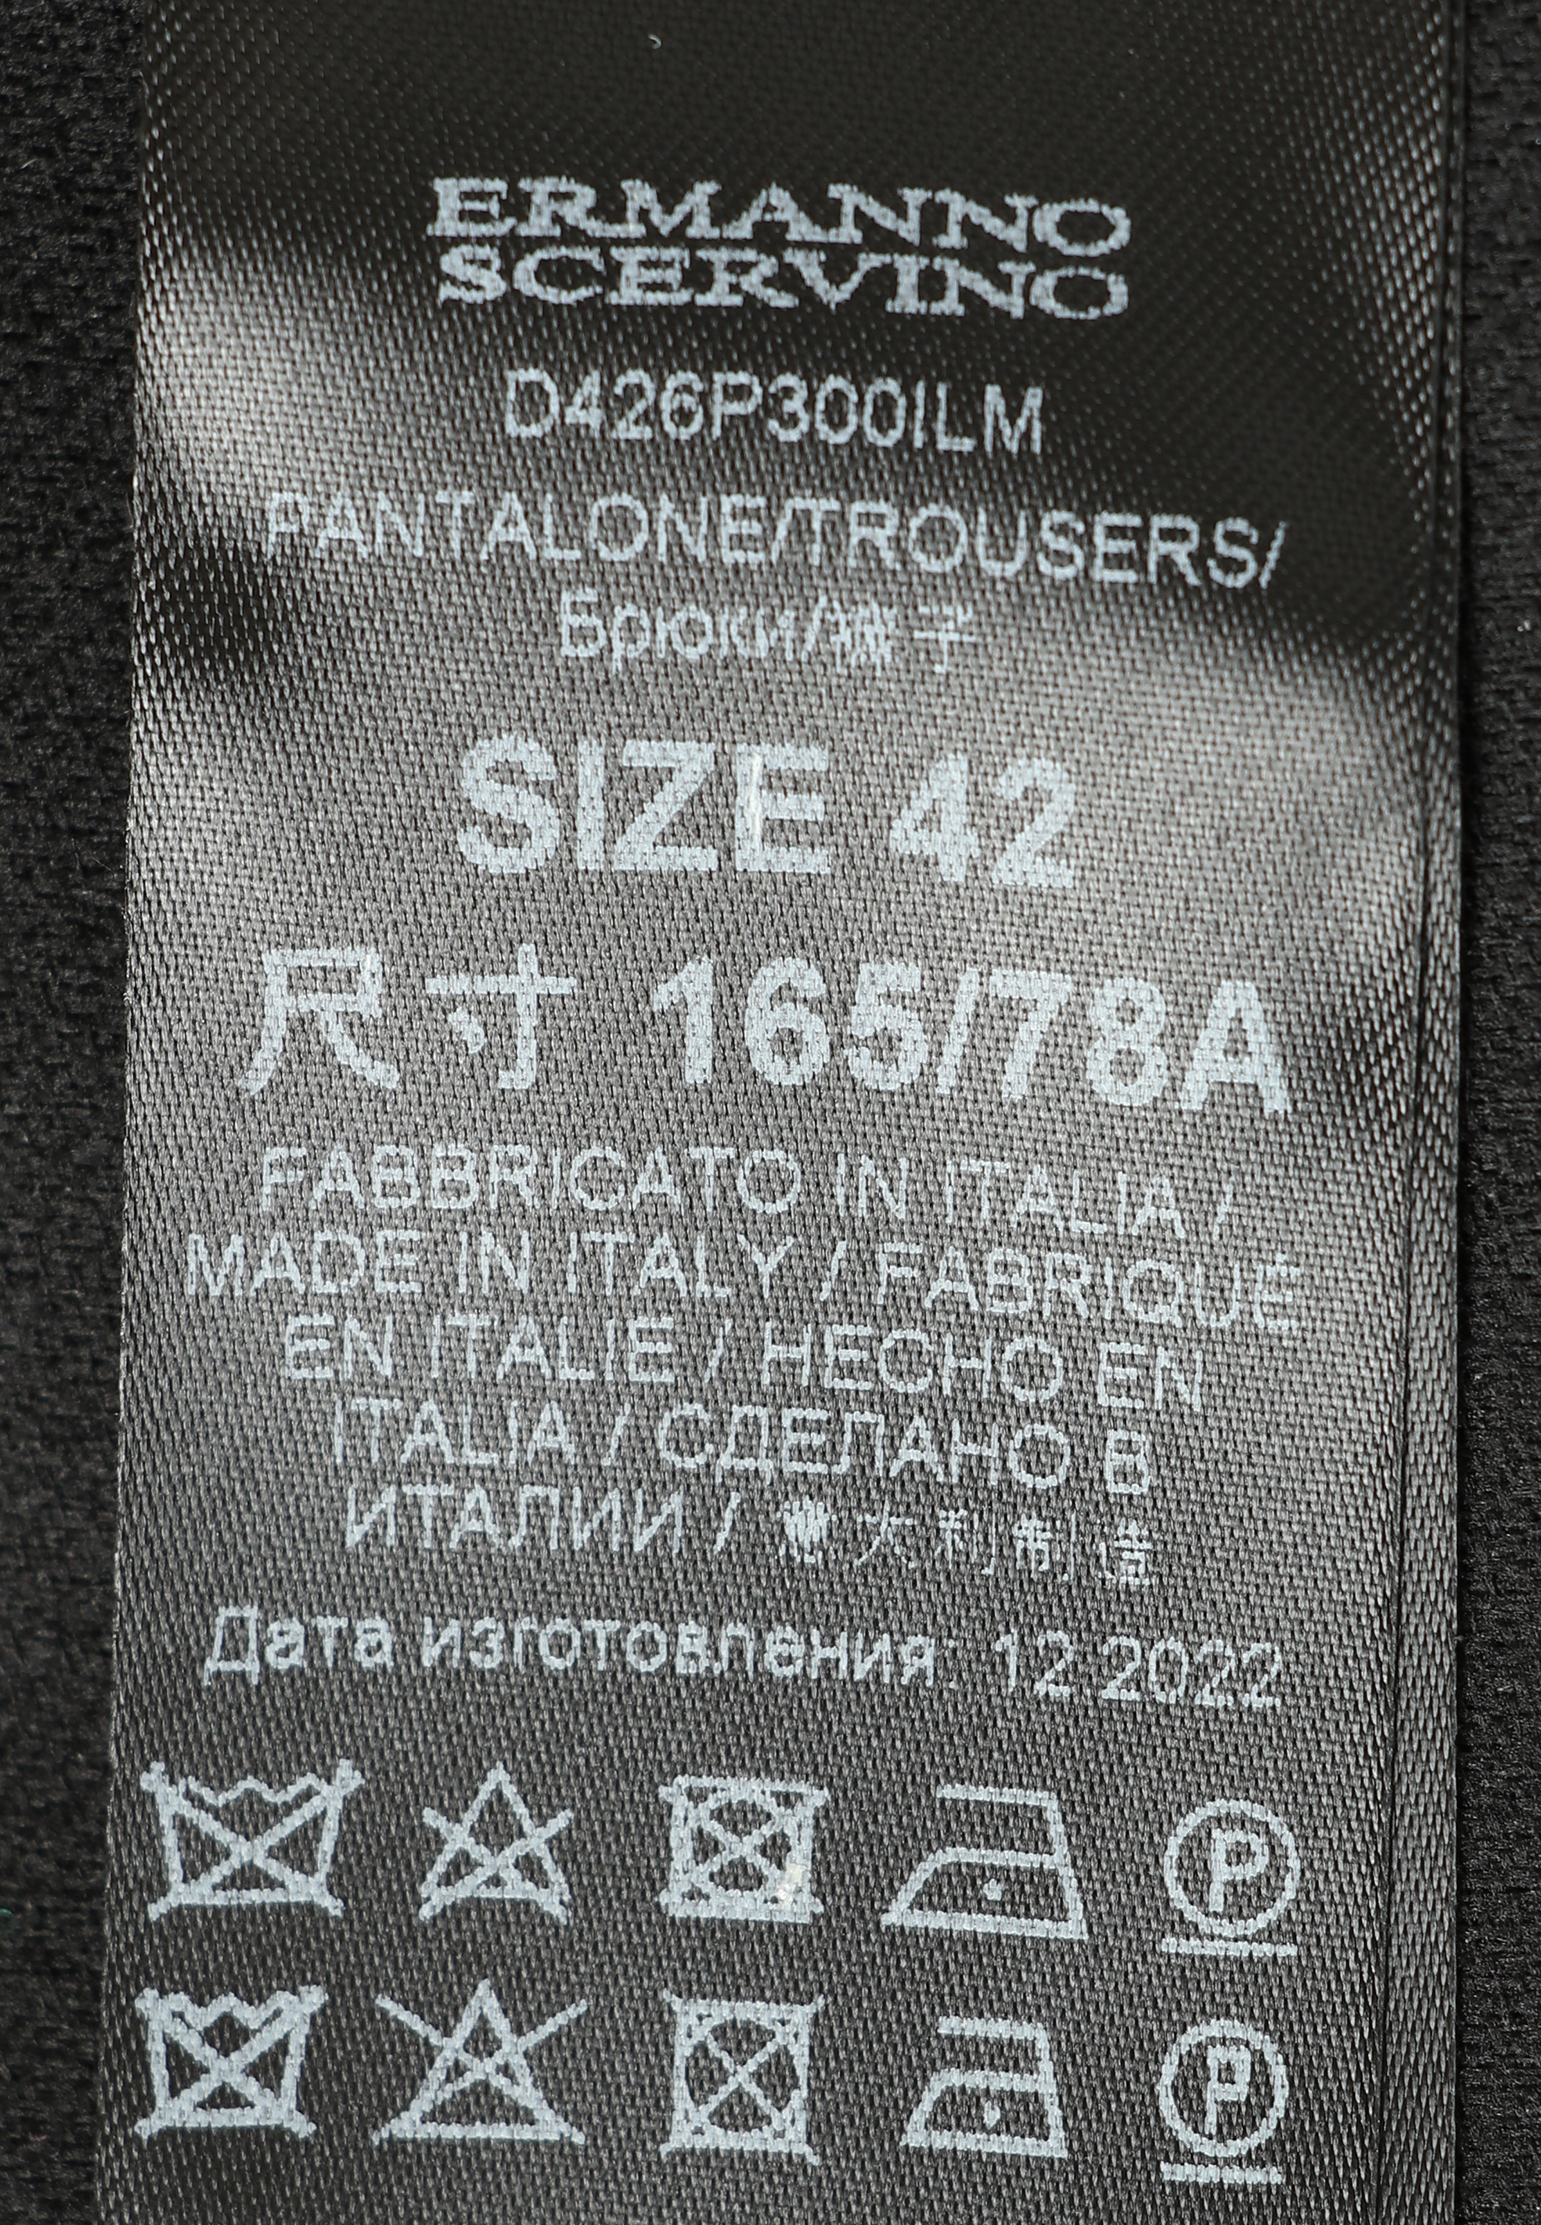 ERMANNO
SCERVINO
D426P300ILM
PANTALONE/TROUSERS/
Брюки/裤子
SIZE 42
尺寸 165/78A
FABBRICATO IN ITALIA /
MADE IN ITALY / FABRIQUÉ
EN ITALIE / HECHO EN
ITALIA / СДЕЛАНО В
ИТАЛИИ / 意大利制造
Дата изготовления: 12 2022
P
P